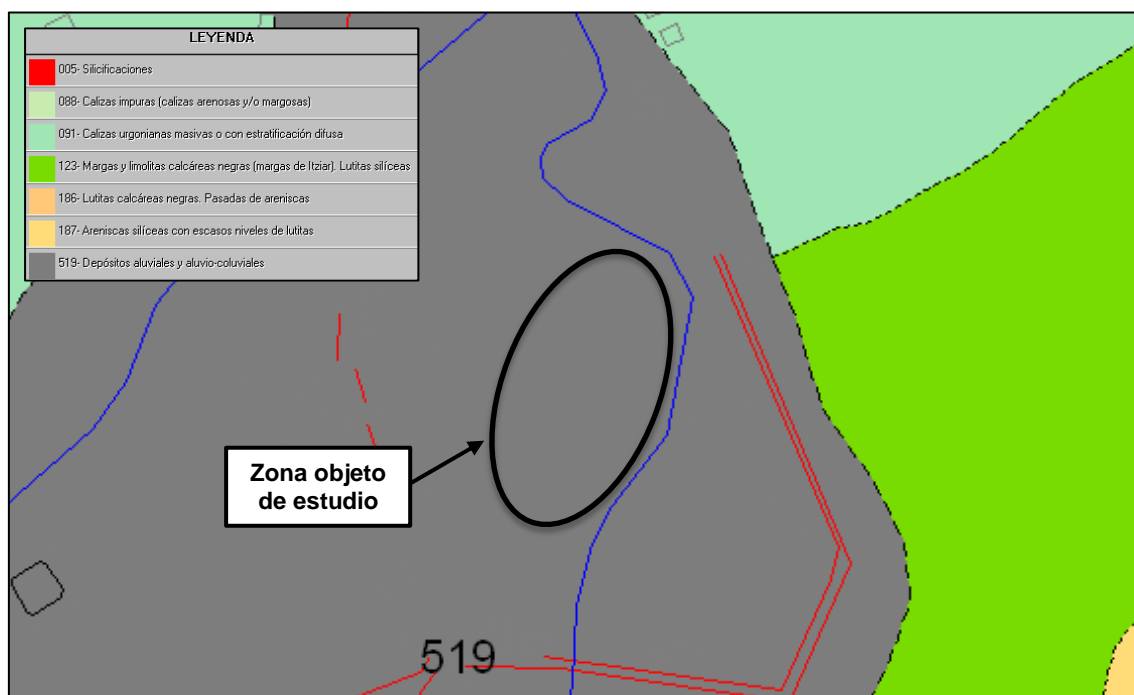 LEYENDA
005- Silicificaciones
088- Calizas impuras (calizas arenosas y/o margosas)
091- Calizas urgonianas masivas o con estratificación difusa
123- Margas y limolitas calcáreas negras (margas de Itziar). Lutitas silíceas
186- Lutitas calcáreas negras. Pasadas de areniscas
187- Areniscas silíceas con escasos niveles de lutitas
519- Depósitos aluviales y aluvio-coluviales
Zona objeto
de estudio
519